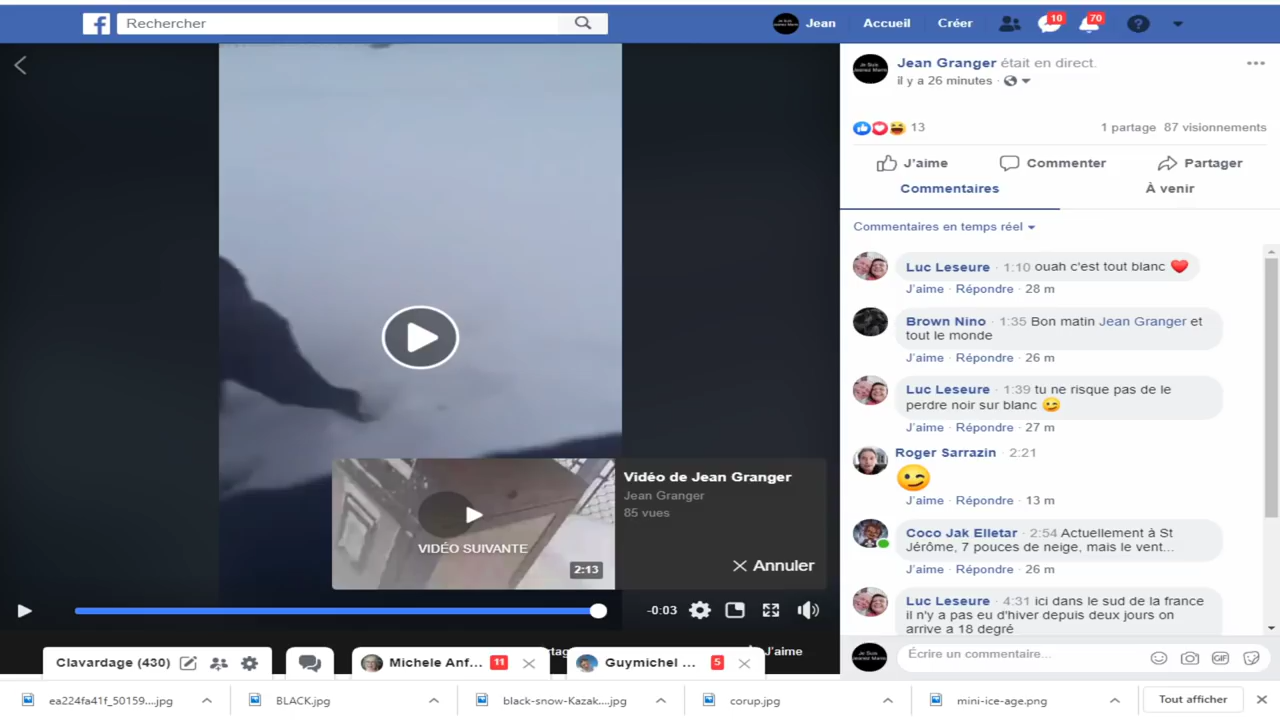 Rechercher
Jean
Accueil
Créer
10
70
Jean Granger était en direct.
il y a 26 minutes ·
13
1 partage 87 visionnements
J'aime
Commenter
Partager
Commentaires
À venir
Commentaires en temps réel
Luc Leseure · 1:10 ouah c'est tout blanc ❤
J'aime · Répondre · 28 m
Brown Nino · 1:35 Bon matin Jean Granger et
tout le monde
J'aime · Répondre · 26 m
Luc Leseure · 1:39 tu ne risque pas de le
perdre noir sur blanc 😉
J'aime · Répondre · 27 m
Roger Sarrazin · 2:21
😉
J'aime · Répondre · 13 m
Coco Jak Elletar · 2:54 Actuellement à St
Jérôme, 7 pouces de neige, mais le vent...
J'aime · Répondre · 26 m
Luc Leseure · 4:31 ici dans le sud de la france
il n'y a pas eu d'hiver depuis deux jours on
arrive a 18 degré
Écrire un commentaire...
GIF
Vidéo de Jean Granger
Jean Granger
85 vues
VIDÉO SUIVANTE
2:13
Annuler
-0:03
J'aime
Clavardage (430)
Michele Anf... 11
Guymichel ... 5
ea224fa41f_50159....jpg
BLACK.jpg
black-snow-Kazak....jpg
corup.jpg
mini-ice-age.png
Tout afficher